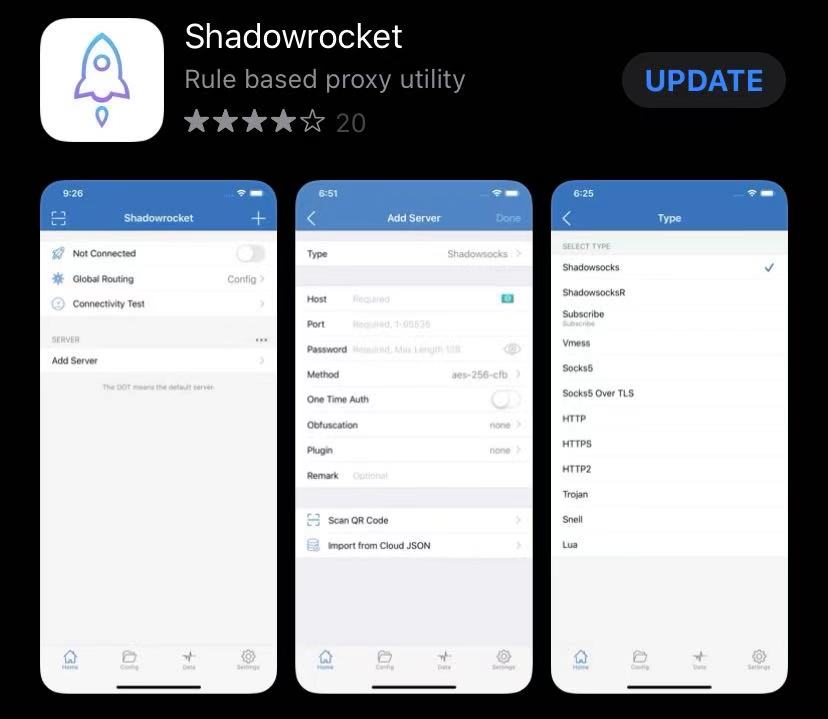 Shadowrocket
Rule based proxy utility
UPDATE
20
9:26
Shadowrocket
Not Connected
Global Routing Config
Connectivity Test
SERVER
Add Server
The DOT means the default server.
Home Config Data Settings
6:51
Add Server Done
Type Shadowsocks
Host Required
Port Required, 1-65535
Password Required, Max Length 128
Method aes-256-cfb
One Time Auth
Obfuscation none
Plugin none
Remark Optional
Scan QR Code
Import from Cloud JSON
Home Config Data Settings
6:25
Type
SELECT TYPE
Shadowsocks
ShadowsocksR
Subscribe
Subscribe
Vmess
Socks5
Socks5 Over TLS
HTTP
HTTPS
HTTP2
Trojan
Snell
Lua
Home Config Data Settings